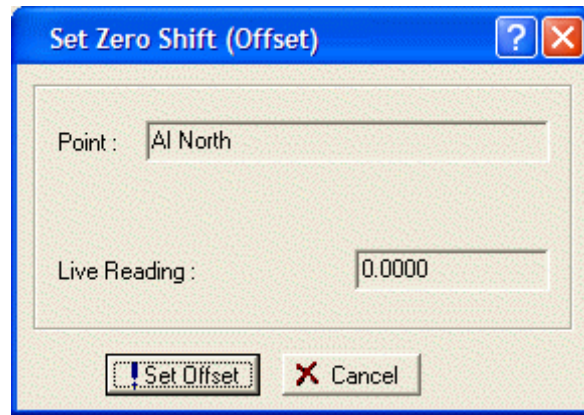 Set Zero Shift (Offset)
Point : AI North
Live Reading : 0.0000
Set Offset Cancel